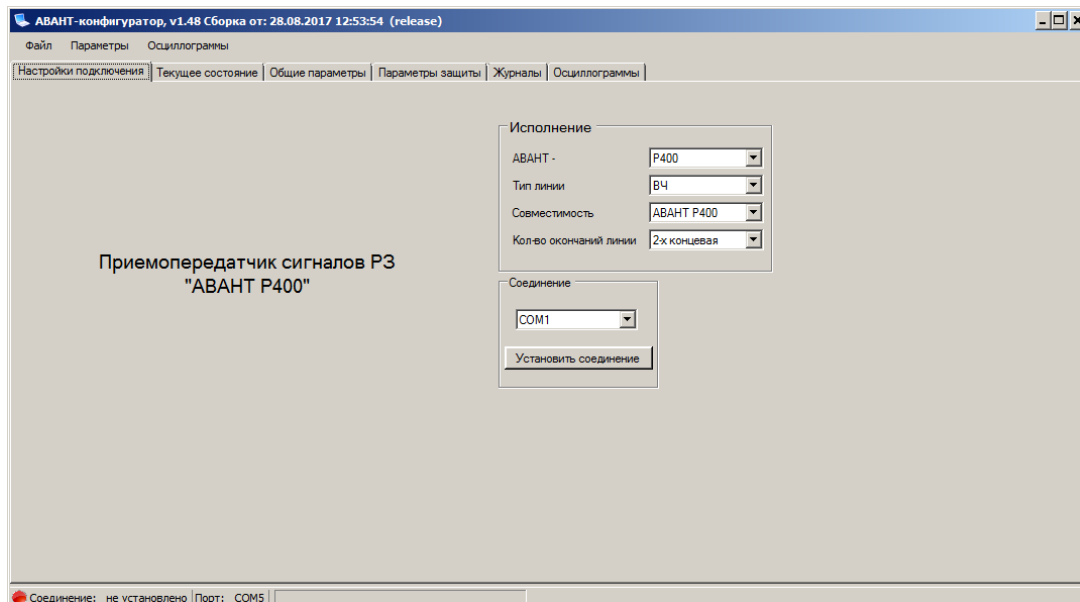 АВАНТ-конфигуратор, v1.48 Сборка от: 28.08.2017 12:53:54 (release)
Файл Параметры Осциллограммы
Настройки подключения Текущее состояние Общие параметры Параметры защиты Журналы Осциллограммы
Исполнение
АВАНТ - Р400
Тип линии ВЧ
Совместимость АВАНТ Р400
Кол-во окончаний линии 2-х концевая
Приемопередатчик сигналов РЗ
"АВАНТ Р400"
Соединение
COM1
Установить соединение
Соединение: не установлено Порт: COM5